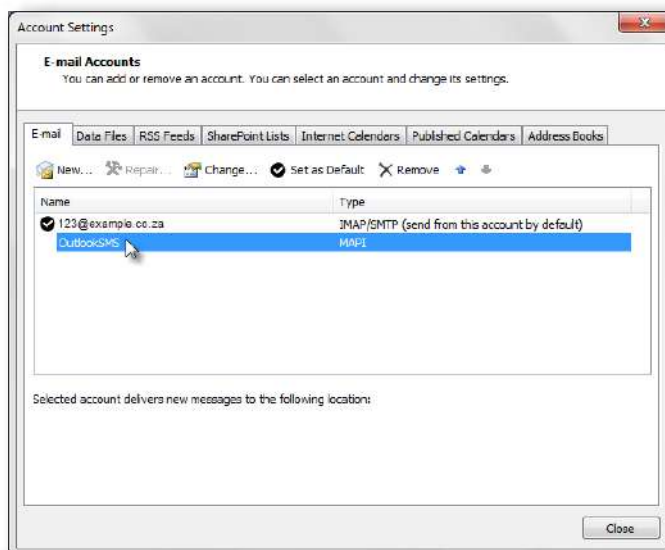 Account Settings
E-mail Accounts
You can add or remove an account. You can select an account and change its settings.
E-mail Data Files RSS Feeds SharePoint Lists Internet Calendars Published Calendars Address Books
New... Repair... Change... Set as Default Remove
Name Type
123@example.co.za IMAP/SMTP (send from this account by default)
OutlookSMS MAPI
Selected account delivers new messages to the following location:
Close